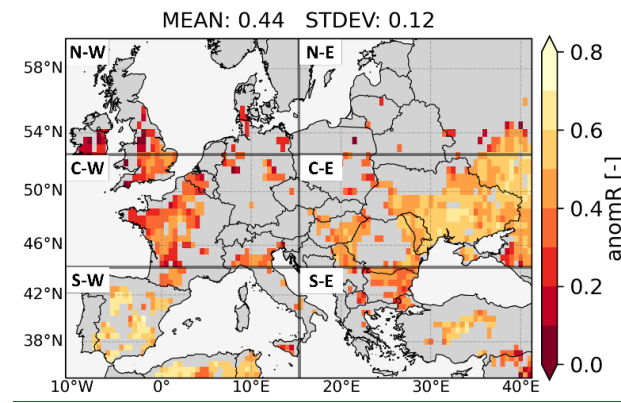 MEAN: 0.44 STDEV: 0.12
N-W
N-E
C-W
C-E
S-W
S-E
58°N
54°N
50°N
46°N
42°N
38°N
10°W
0°
10°E
20°E
30°E
40°E
0.8
0.6
0.4
0.2
0.0
anomR [-]